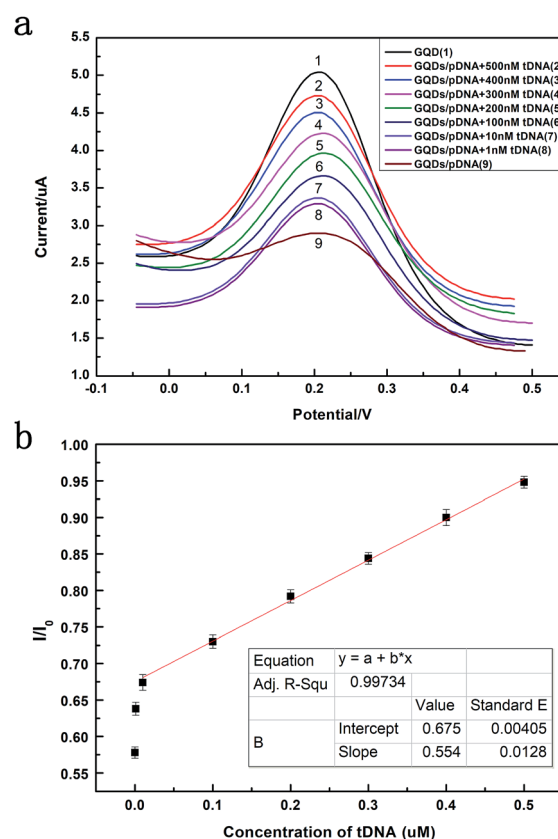 a
5.5
5.0
4.5
4.0
3.5
3.0
2.5
2.0
1.5
1.0
Current/uA
1
2
3
4
5
6
7
8
9
GQD(1)
GQDs/pDNA+500nM tDNA(2
GQDs/pDNA+400nM tDNA(3
GQDs/pDNA+300nM tDNA(4
GQDs/pDNA+200nM tDNA(5
GQDs/pDNA+100nM tDNA(6
GQDs/pDNA+10nM tDNA(7)
GQDs/pDNA+1nM tDNA(8)
GQDs/pDNA(9)
-0.1 0.0 0.1 0.2 0.3 0.4 0.5
Potential/V
b
1.00
0.95
0.90
0.85
0.80
0.75
0.70
0.65
0.60
0.55
I/I0
Equation y = a + b*x
Adj. R-Squ 0.99734
Value Standard E
B Intercept 0.675 0.00405
Slope 0.554 0.0128
0.0 0.1 0.2 0.3 0.4 0.5
Concentration of tDNA (uM)